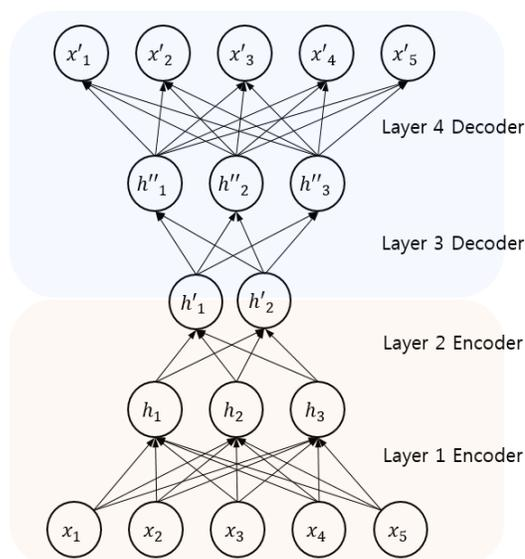 x'₁ x'₂ x'₃ x'₄ x'₅
Layer 4 Decoder
h''₁ h''₂ h''₃
Layer 3 Decoder
h'₁ h'₂
Layer 2 Encoder
h₁ h₂ h₃
Layer 1 Encoder
x₁ x₂ x₃ x₄ x₅